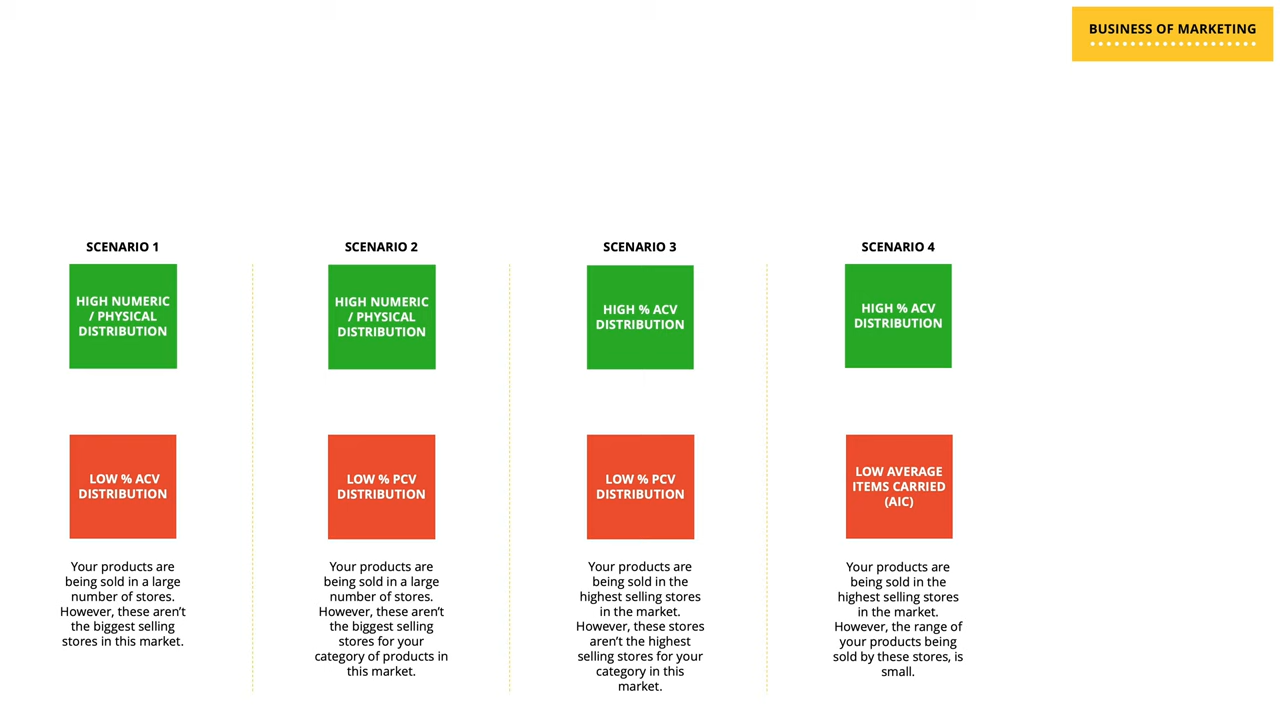 BUSINESS OF MARKETING
SCENARIO 1
HIGH NUMERIC
/ PHYSICAL
DISTRIBUTION
LOW % ACV
DISTRIBUTION
Your products are
being sold in a large
number of stores.
However, these aren’t
the biggest selling
stores in this market.
SCENARIO 2
HIGH NUMERIC
/ PHYSICAL
DISTRIBUTION
LOW % PCV
DISTRIBUTION
Your products are
being sold in a large
number of stores.
However, these aren’t
the biggest selling
stores for your
category of products in
this market.
SCENARIO 3
HIGH % ACV
DISTRIBUTION
LOW % PCV
DISTRIBUTION
Your products are
being sold in the
highest selling stores
in the market.
However, these stores
aren’t the highest
selling stores for your
category in this
market.
SCENARIO 4
HIGH % ACV
DISTRIBUTION
LOW AVERAGE
ITEMS CARRIED
(AIC)
Your products are
being sold in the
highest selling stores
in the market.
However, the range of
your products being
sold by these stores, is
small.